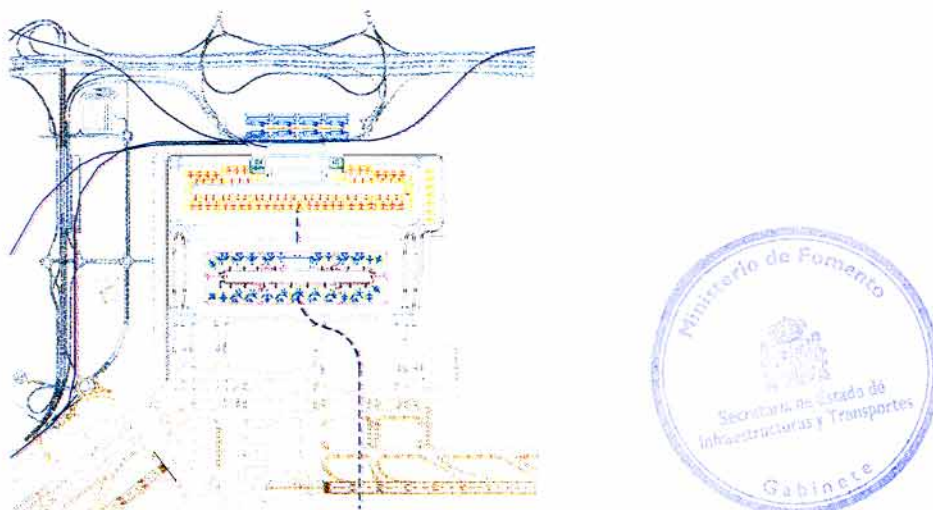 Ministerio de Fomento
Secretaría de Estado de
Infraestructuras y Transportes
Gabinete